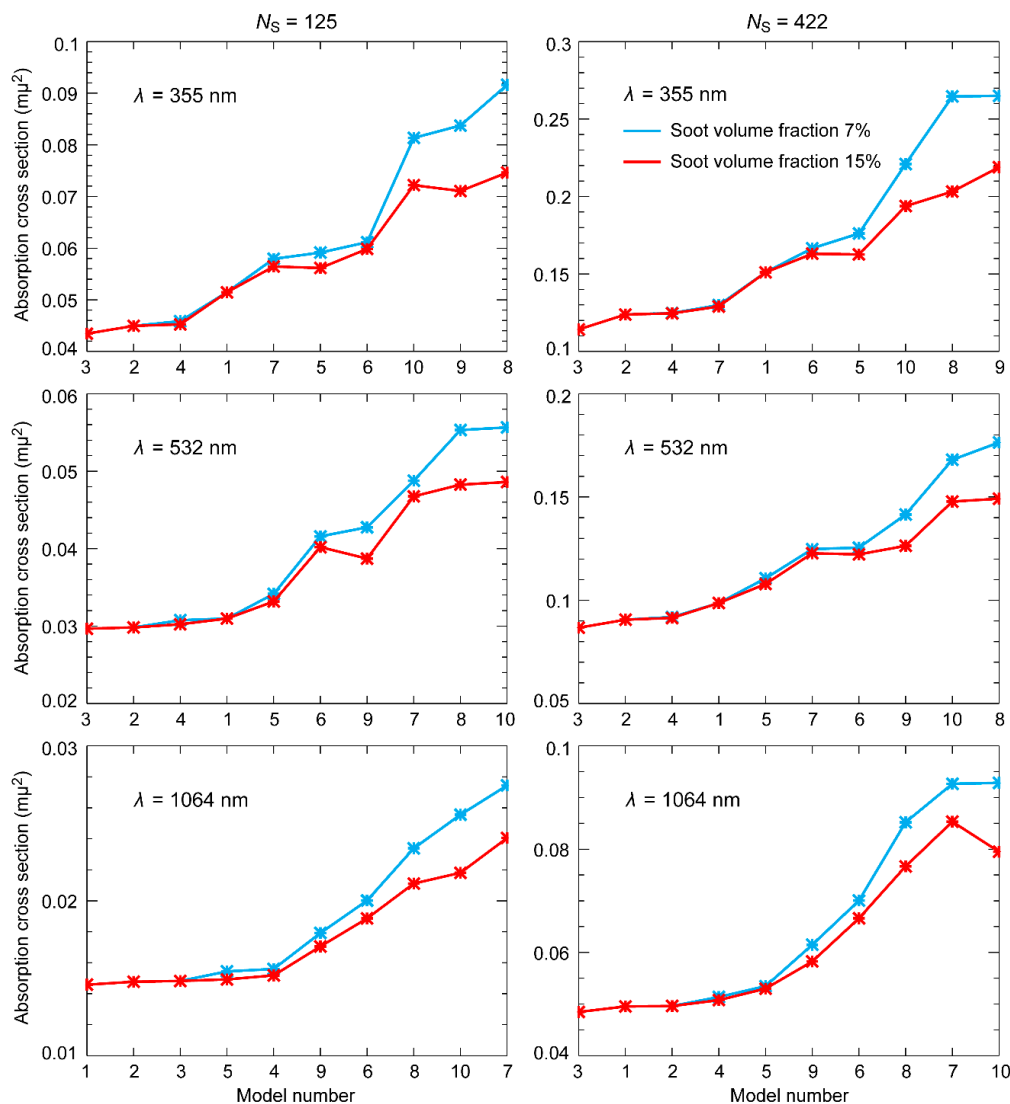 N_S = 125
N_S = 422
Absorption cross section (mμ²)
0.1
0.09
0.08
0.07
0.06
0.05
0.04
λ = 355 nm
3 2 4 1 7 5 6 10 9 8
0.3
0.25
0.2
0.15
0.1
λ = 355 nm
Soot volume fraction 7%
Soot volume fraction 15%
3 2 4 7 1 6 5 10 8 9
Absorption cross section (mμ²)
0.06
0.05
0.04
0.03
0.02
λ = 532 nm
3 2 4 1 5 9 6 7 8 10
0.2
0.15
0.1
0.05
λ = 532 nm
3 2 4 1 5 7 6 9 10 8
Absorption cross section (mμ²)
0.03
0.02
0.01
λ = 1064 nm
1 2 3 5 4 9 6 8 10 7
Model number
0.1
0.08
0.06
0.04
λ = 1064 nm
3 1 2 4 5 9 6 8 7 10
Model number